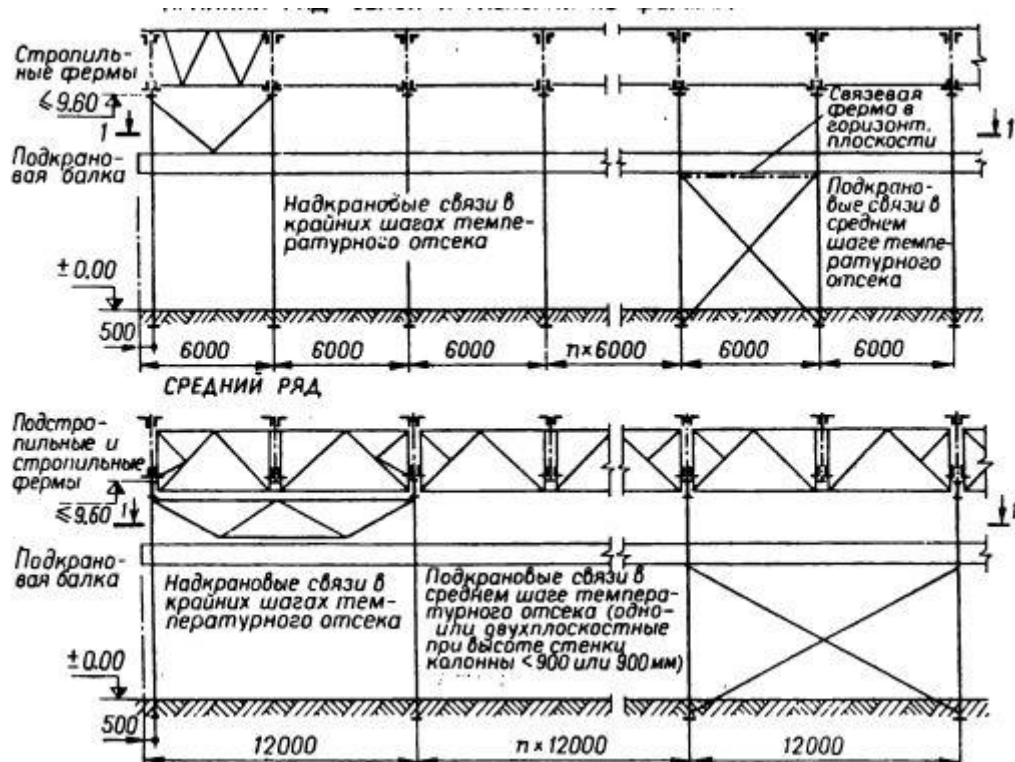 Стропиль-
ные фермы
≤9.60
1
1
Связевая
ферма в
горизонт.
плоскости
Подкрано-
вая балка
Надкрановые связи в
крайних шагах темпе-
ратурного отсека
Подкрано-
вые связи в
среднем
шаге темпе-
ратурного
отсека
±0.00
500
6000
6000
6000
n×6000
6000
6000
СРЕДНИЙ РЯД
Подстро-
пильные и
стропильные
фермы
≤9.60
1
1
Подкрано-
вая балка
Надкрановые связи в
крайних шагах тем-
пературного отсека
Подкрановые связи в
среднем шаге темпера-
турного отсека (одно-
или двухплоскостные
при высоте стенки
колонны <900 или 900мм)
±0.00
500
12000
n×12000
12000